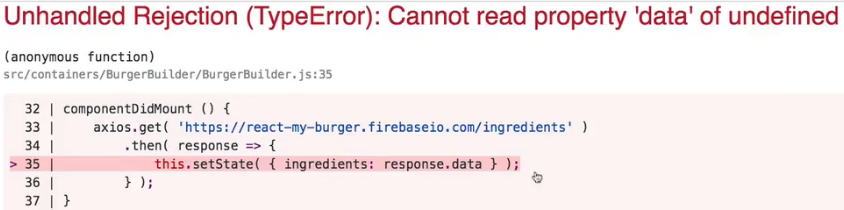 Unhandled Rejection (TypeError): Cannot read property 'data' of undefined
(anonymous function)
src/containers/BurgerBuilder/BurgerBuilder.js:35
32 | componentDidMount () {
33 |     axios.get( 'https://react-my-burger.firebaseio.com/ingredients' )
34 |         .then( response => {
> 35 |             this.setState( { ingredients: response.data } );
36 |         } );
37 | }